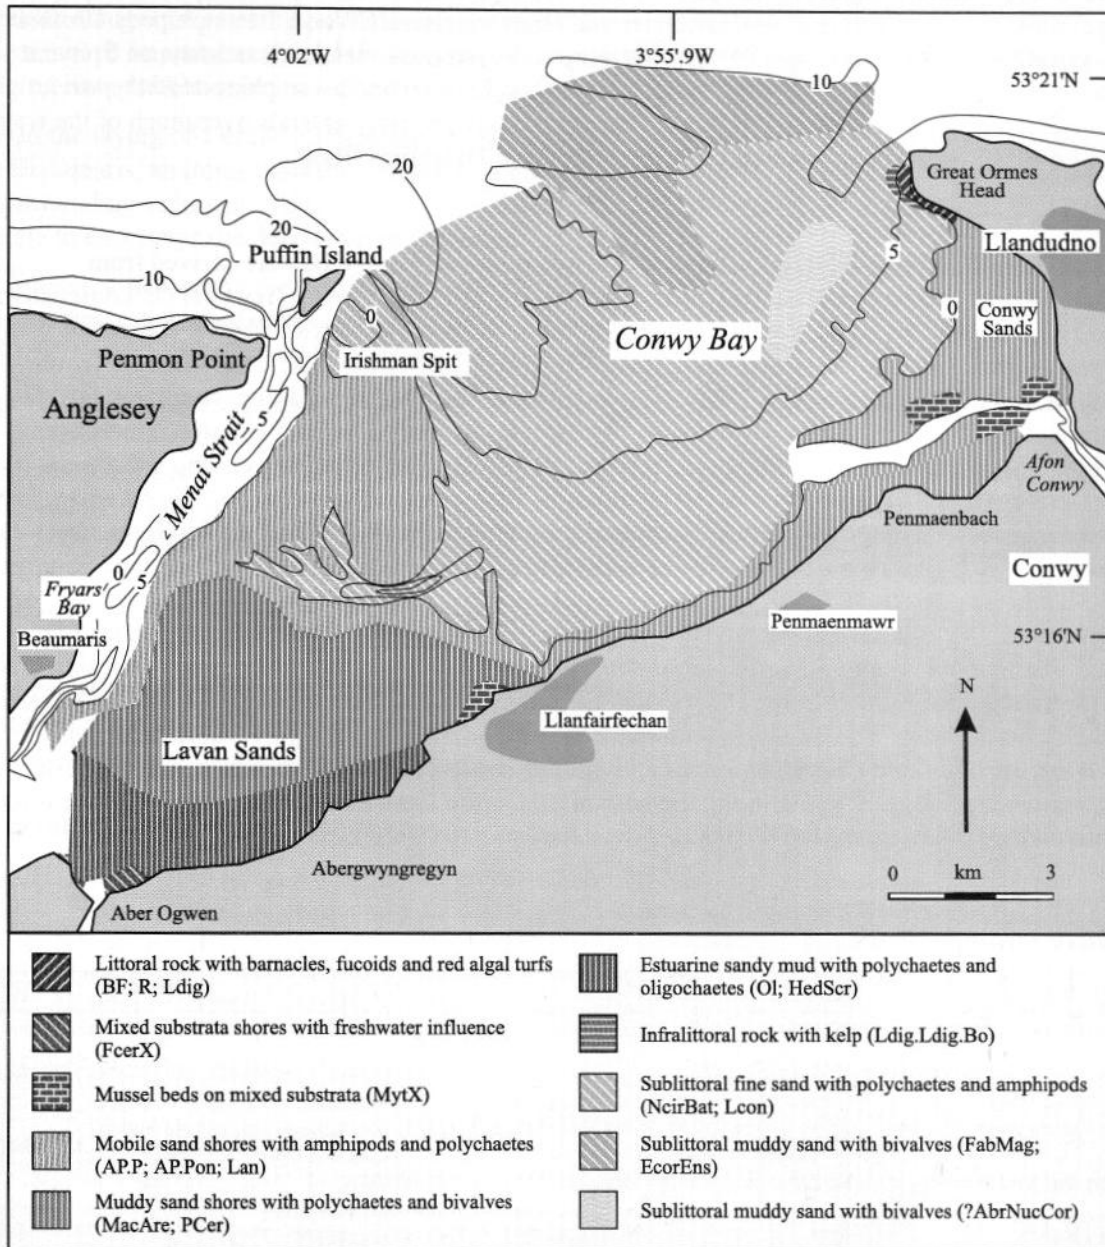 4°02'W
3°55'.9W
53°21'N
10
20
20
10
Great Ormes
Head
Llandudno
Puffin Island
5
0
Conwy
Sands
0
Conwy Bay
Irishman Spit
Penmon Point
Anglesey
5
Menai Strait
Afon
Conwy
Penmaenbach
0
5
Fryars
Bay
Conwy
Beaumaris
Penmaenmawr
53°16'N
N
Llanfairfechan
Lavan Sands
Abergwyngregyn
0 km 3
Aber Ogwen
Littoral rock with barnacles, fucoids and red algal turfs
(BF; R; Ldig)
Mixed substrata shores with freshwater influence
(FcerX)
Mussel beds on mixed substrata (MytX)
Mobile sand shores with amphipods and polychaetes
(AP.P; AP.Pon; Lan)
Muddy sand shores with polychaetes and bivalves
(MacAre; PCer)
Estuarine sandy mud with polychaetes and
oligochaetes (Ol; HedScr)
Infralittoral rock with kelp (Ldig.Ldig.Bo)
Sublittoral fine sand with polychaetes and amphipods
(NcirBat; Lcon)
Sublittoral muddy sand with bivalves (FabMag;
EcorEns)
Sublittoral muddy sand with bivalves (?AbrNucCor)